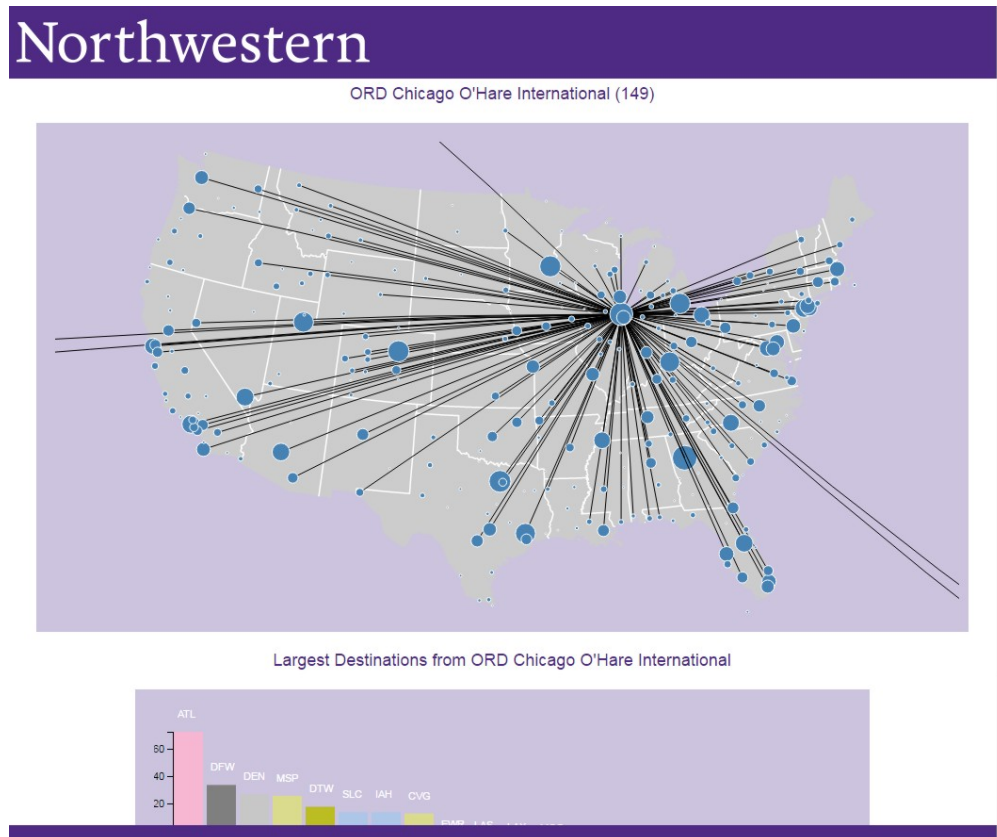 Northwestern
ORD Chicago O'Hare International (149)
Largest Destinations from ORD Chicago O'Hare International
ATL
60
DFW
DEN
MSP
40
DTW
SLC
IAH
CVG
20